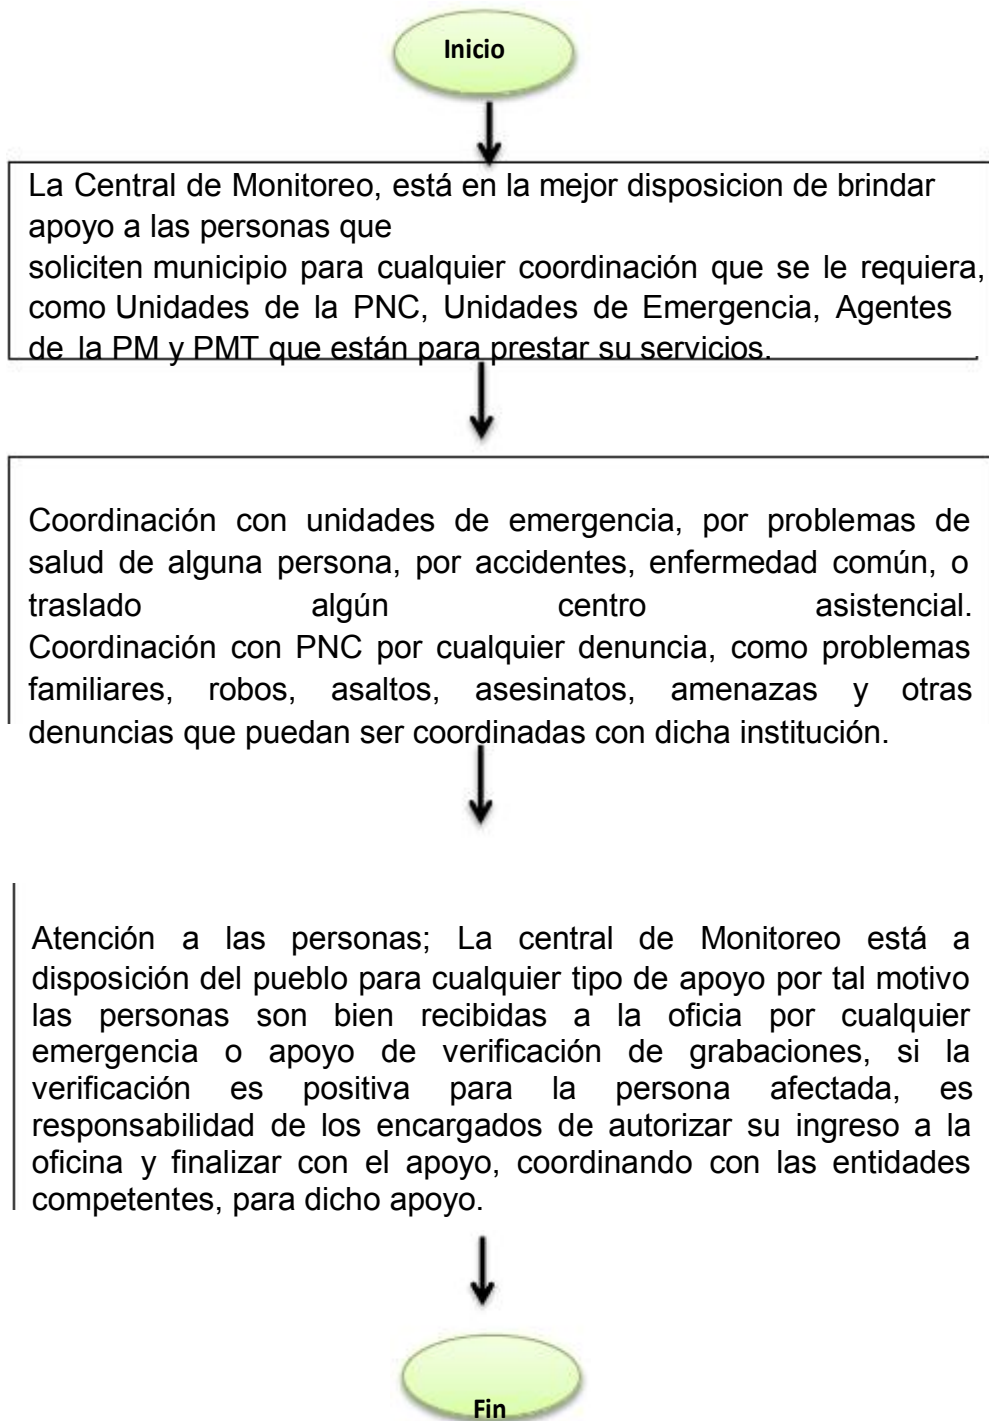 Inicio
La Central de Monitoreo, está en la mejor disposicion de brindar
apoyo a las personas que
soliciten municipio para cualquier coordinación que se le requiera,
como Unidades de la PNC, Unidades de Emergencia, Agentes
de la PM y PMT que están para prestar su servicios. .
Coordinación con unidades de emergencia, por problemas de
salud de alguna persona, por accidentes, enfermedad común, o
traslado algún centro asistencial.
Coordinación con PNC por cualquier denuncia, como problemas
familiares, robos, asaltos, asesinatos, amenazas y otras
denuncias que puedan ser coordinadas con dicha institución.
Atención a las personas; La central de Monitoreo está a
disposición del pueblo para cualquier tipo de apoyo por tal motivo
las personas son bien recibidas a la oficia por cualquier
emergencia o apoyo de verificación de grabaciones, si la
verificación es positiva para la persona afectada, es
responsabilidad de los encargados de autorizar su ingreso a la
oficina y finalizar con el apoyo, coordinando con las entidades
competentes, para dicho apoyo.
Fin